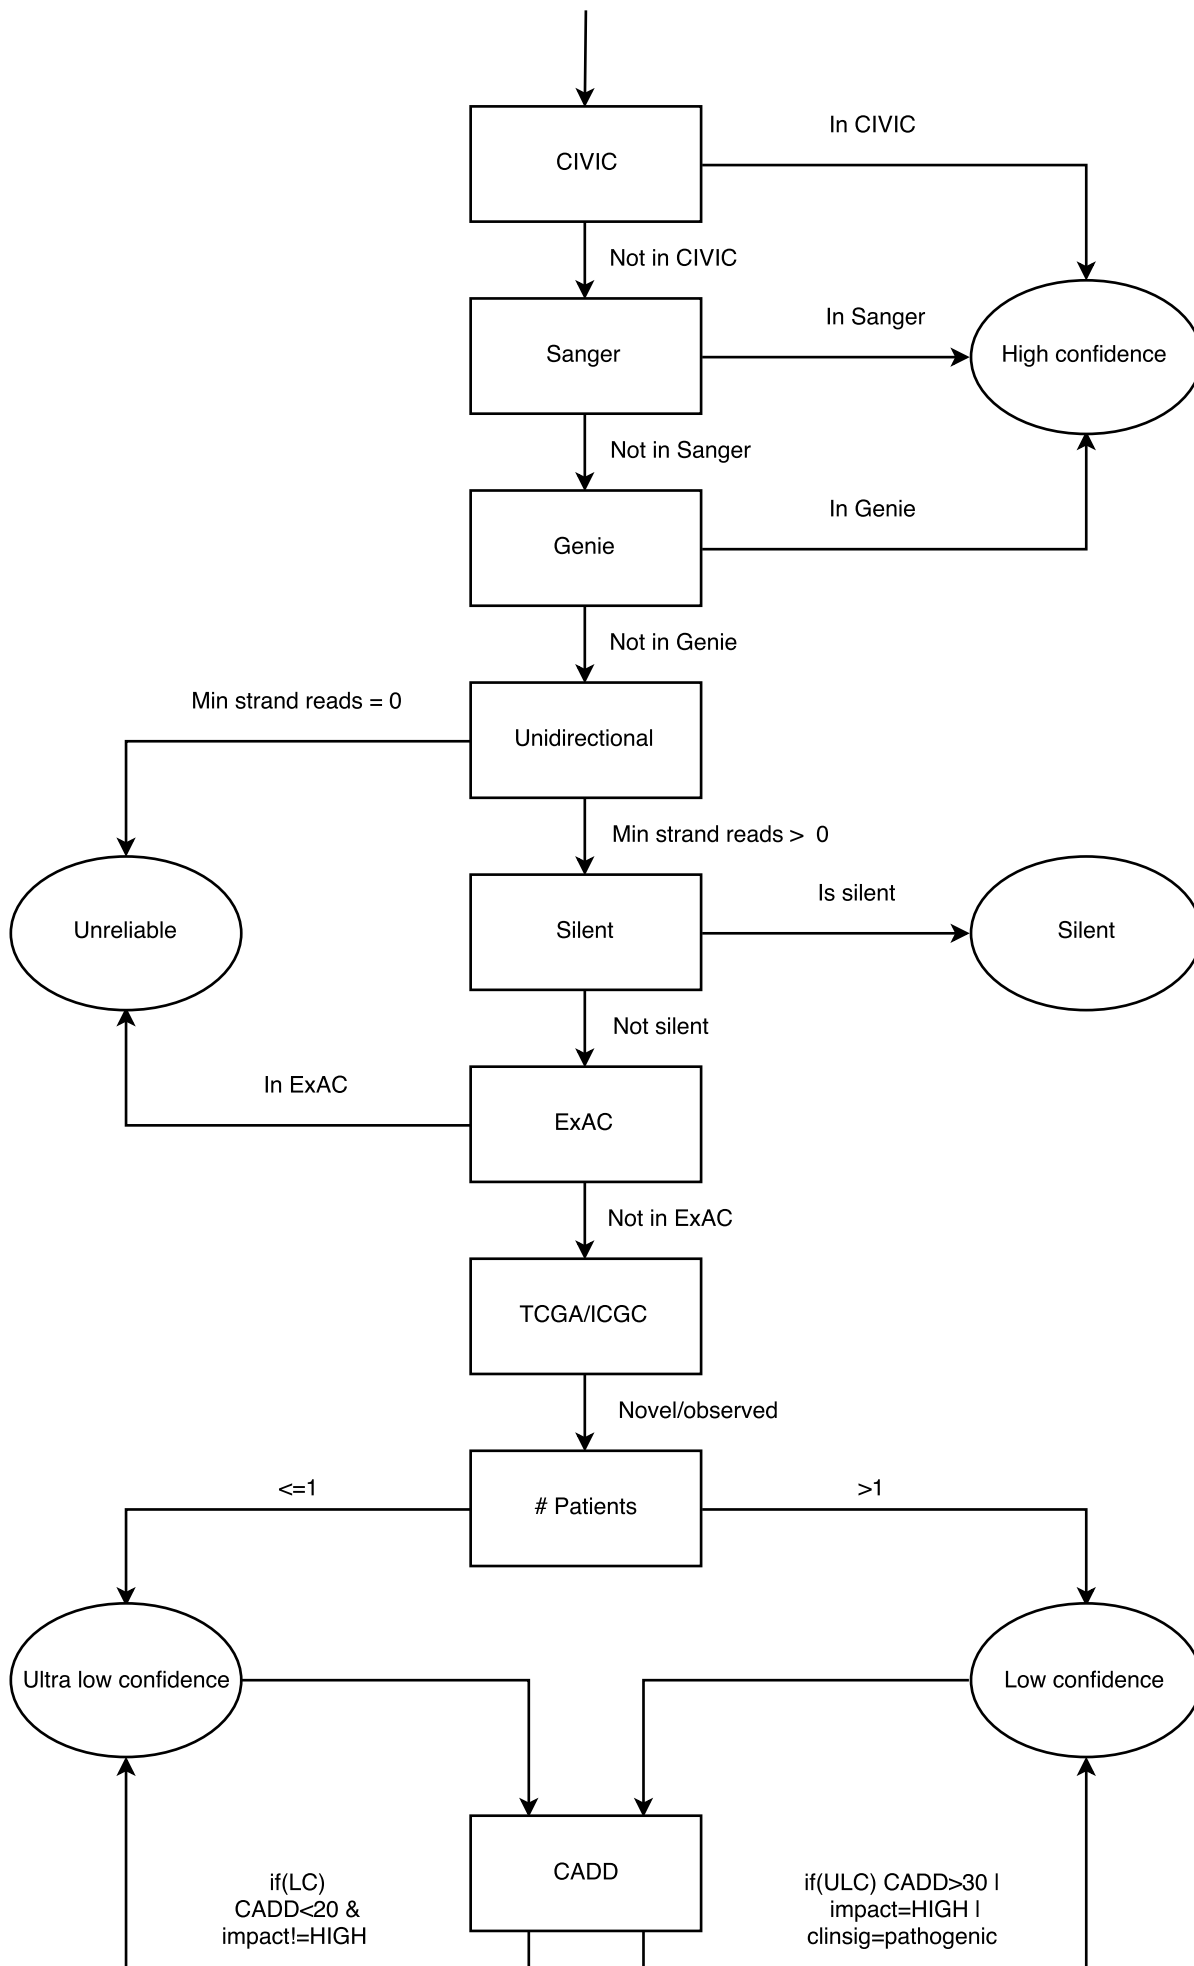 In CIVIC
CIVIC
Not in CIVIC
In Sanger
Sanger
High confidence
Not in Sanger
In Genie
Genie
Not in Genie
Min strand reads = 0
Unidirectional
Min strand reads >  0
Is silent
Unreliable
Silent
Silent
Not silent
In ExAC
ExAC
Not in ExAC
TCGA/ICGC
Novel/observed
<=1
>1
# Patients
Ultra low confidence
Low confidence
CADD
if(LC)
CADD<20 &
impact!=HIGH
if(ULC) CADD>30 |
impact=HIGH |
clinsig=pathogenic